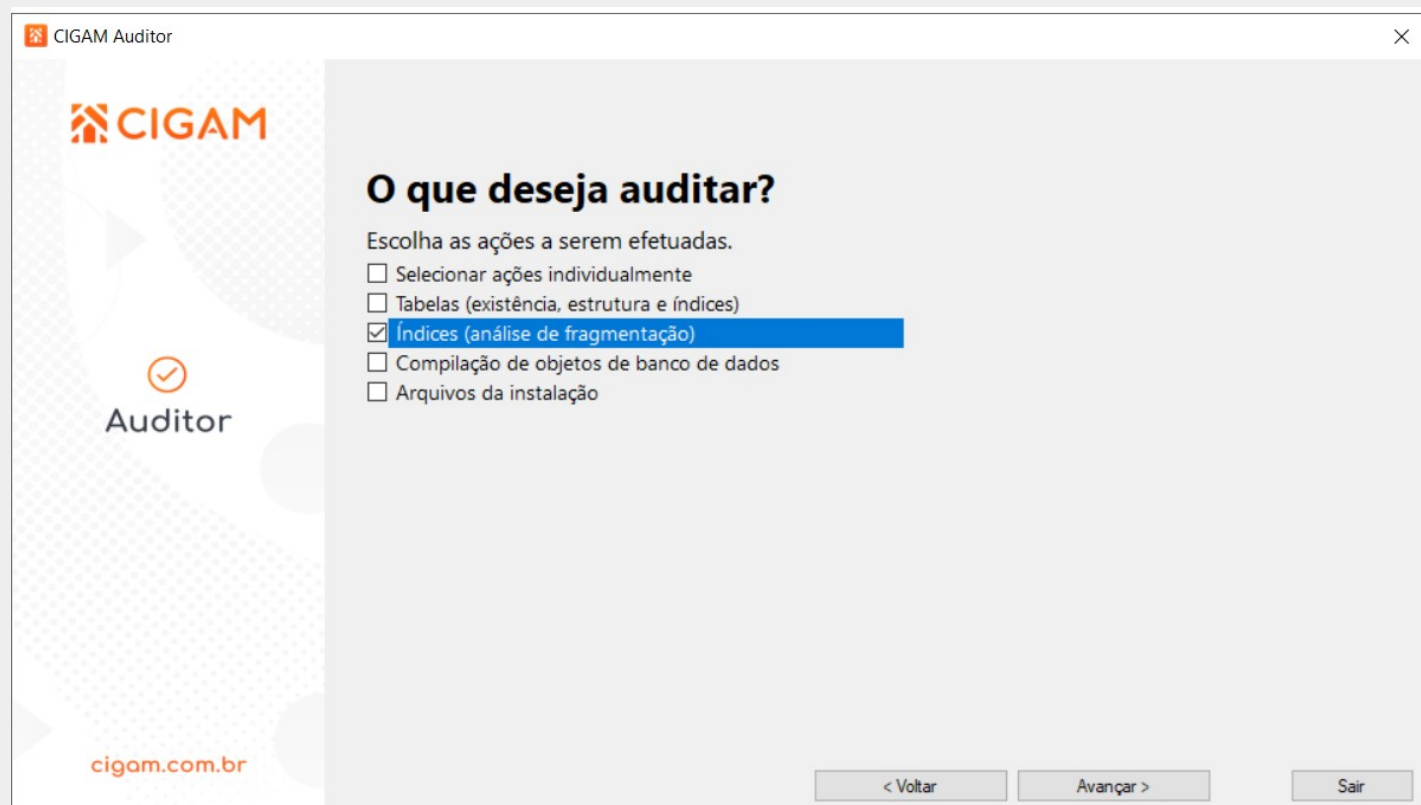 CIGAM Auditor
CIGAM
O que deseja auditar?
Escolha as ações a serem efetuadas.
Selecionar ações individualmente
Tabelas (existência, estrutura e índices)
Índices (análise de fragmentação)
Compilação de objetos de banco de dados
Arquivos da instalação
Auditor
cigam.com.br
< Voltar
Avançar >
Sair